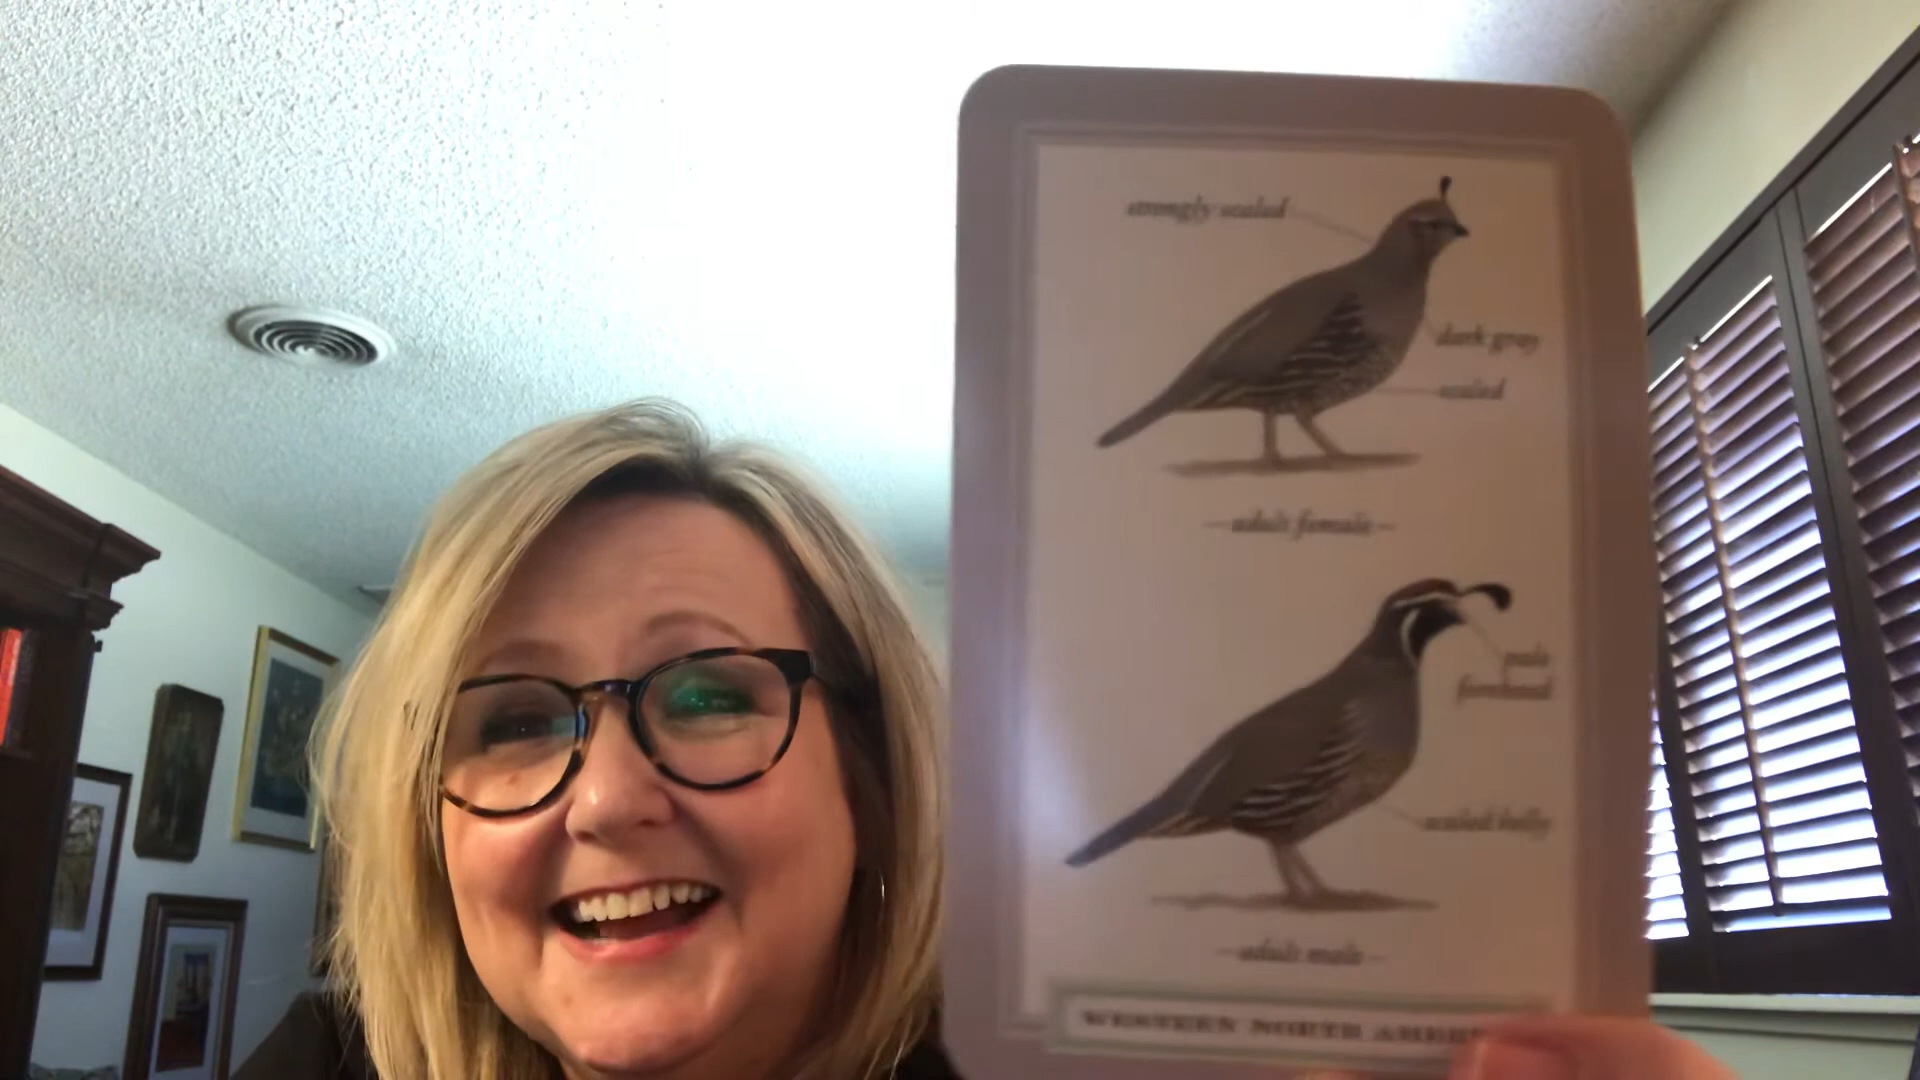 strongly scaled
dark gray
scaled
—adult female—
pale
forehead
scaled belly
—adult male—
WESTERN NORTH AMER